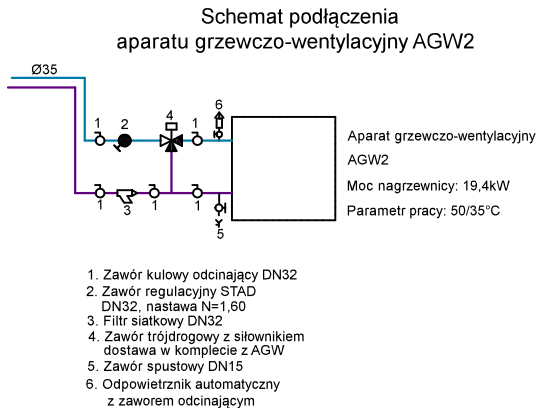 Schemat podłączenia
aparatu grzewczo-wentylacyjny AGW2
Ø35
1
2
4
1
6
1
3
1
1
5
Aparat grzewczo-wentylacyjny
AGW2
Moc nagrzewnicy: 19,4kW
Parametr pracy: 50/35°C
1. Zawór kulowy odcinający DN32
2. Zawór regulacyjny STAD
DN32, nastawa N=1,60
3. Filtr siatkowy DN32
4. Zawór trójdrogowy z siłownikiem
dostawa w komplecie z AGW
5. Zawór spustowy DN15
6. Odpowietrznik automatyczny
z zaworem odcinającym